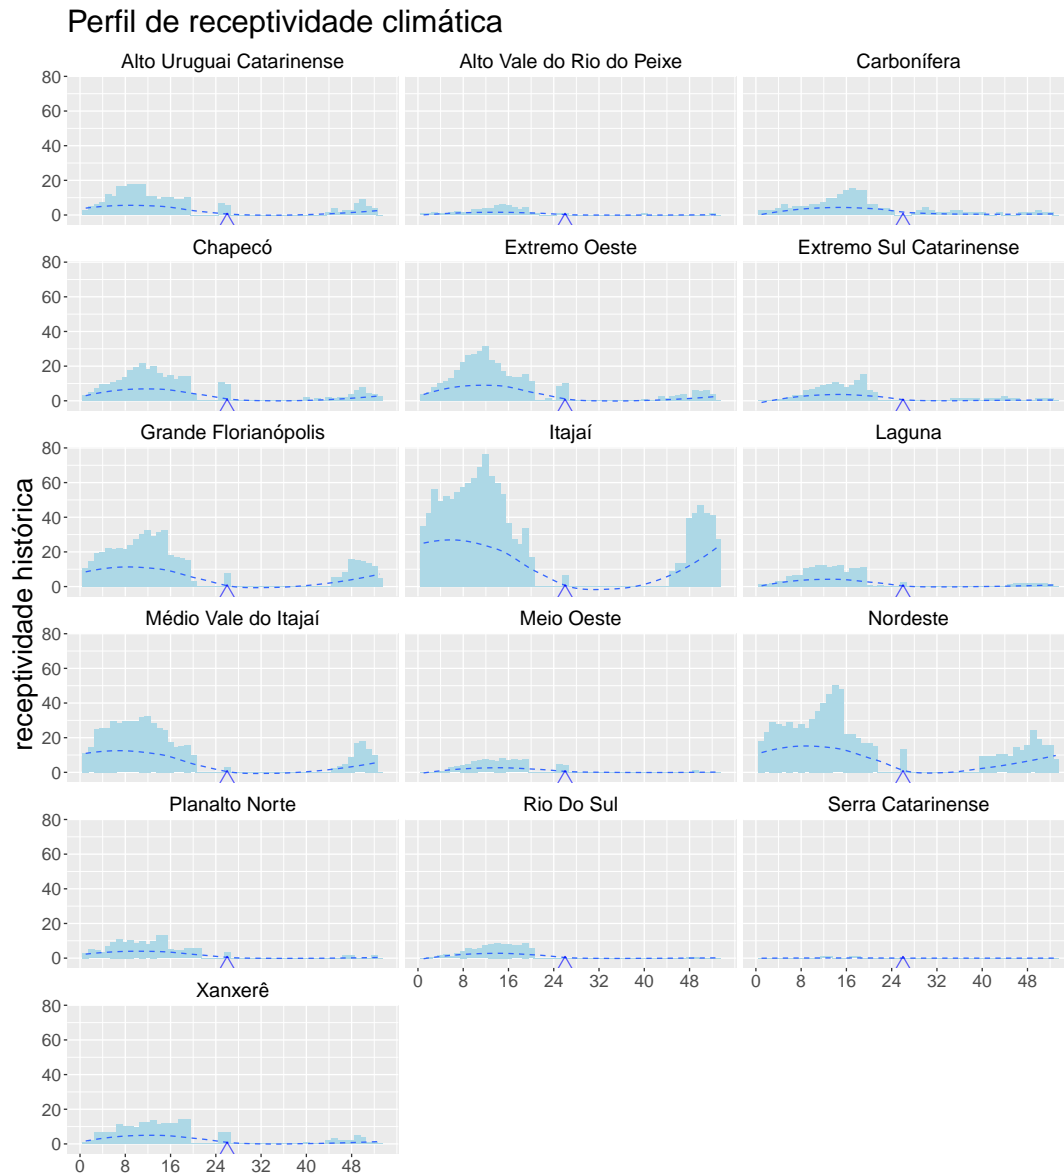 Perfil de receptividade climática
Alto Uruguai Catarinense
Alto Vale do Rio do Peixe
Carbonífera
80
60
40
20
0
Chapecó
Extremo Oeste
Extremo Sul Catarinense
80
60
40
20
0
Grande Florianópolis
Itajaí
Laguna
80
60
40
20
0
receptividade histórica
Médio Vale do Itajaí
Meio Oeste
Nordeste
80
60
40
20
0
Planalto Norte
Rio Do Sul
Serra Catarinense
80
60
40
20
0
0 8 16 24 32 40 48
0 8 16 24 32 40 48
Xanxerê
80
60
40
20
0
0 8 16 24 32 40 48